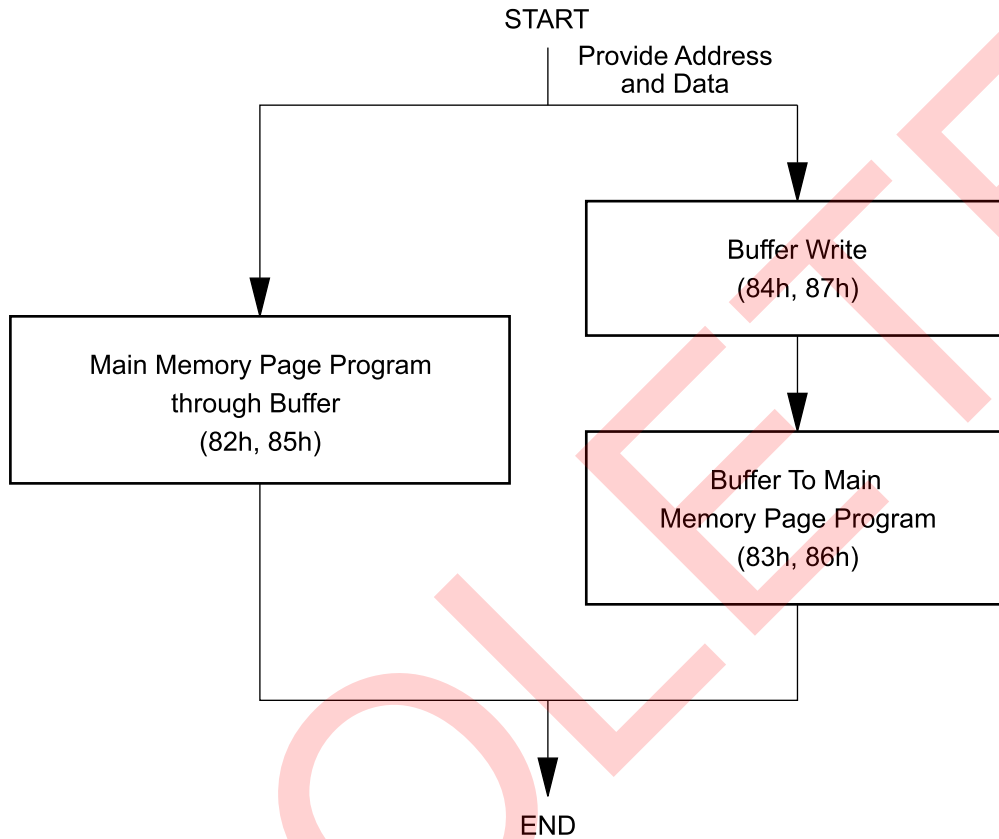 START
Provide Address
and Data
Buffer Write
(84h, 87h)
Main Memory Page Program
through Buffer
(82h, 85h)
Buffer To Main
Memory Page Program
(83h, 86h)
END
OLET